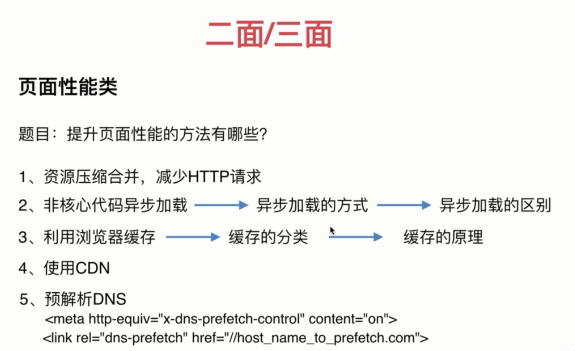 二面/三面
页面性能类
题目：提升页面性能的方法有哪些？
1、资源压缩合并，减少HTTP请求
2、非核心代码异步加载 异步加载的方式 异步加载的区别
3、利用浏览器缓存 缓存的分类 缓存的原理
4、使用CDN
5、预解析DNS
<meta http-equiv="x-dns-prefetch-control" content="on">
<link rel="dns-prefetch" href="//host_name_to_prefetch.com">